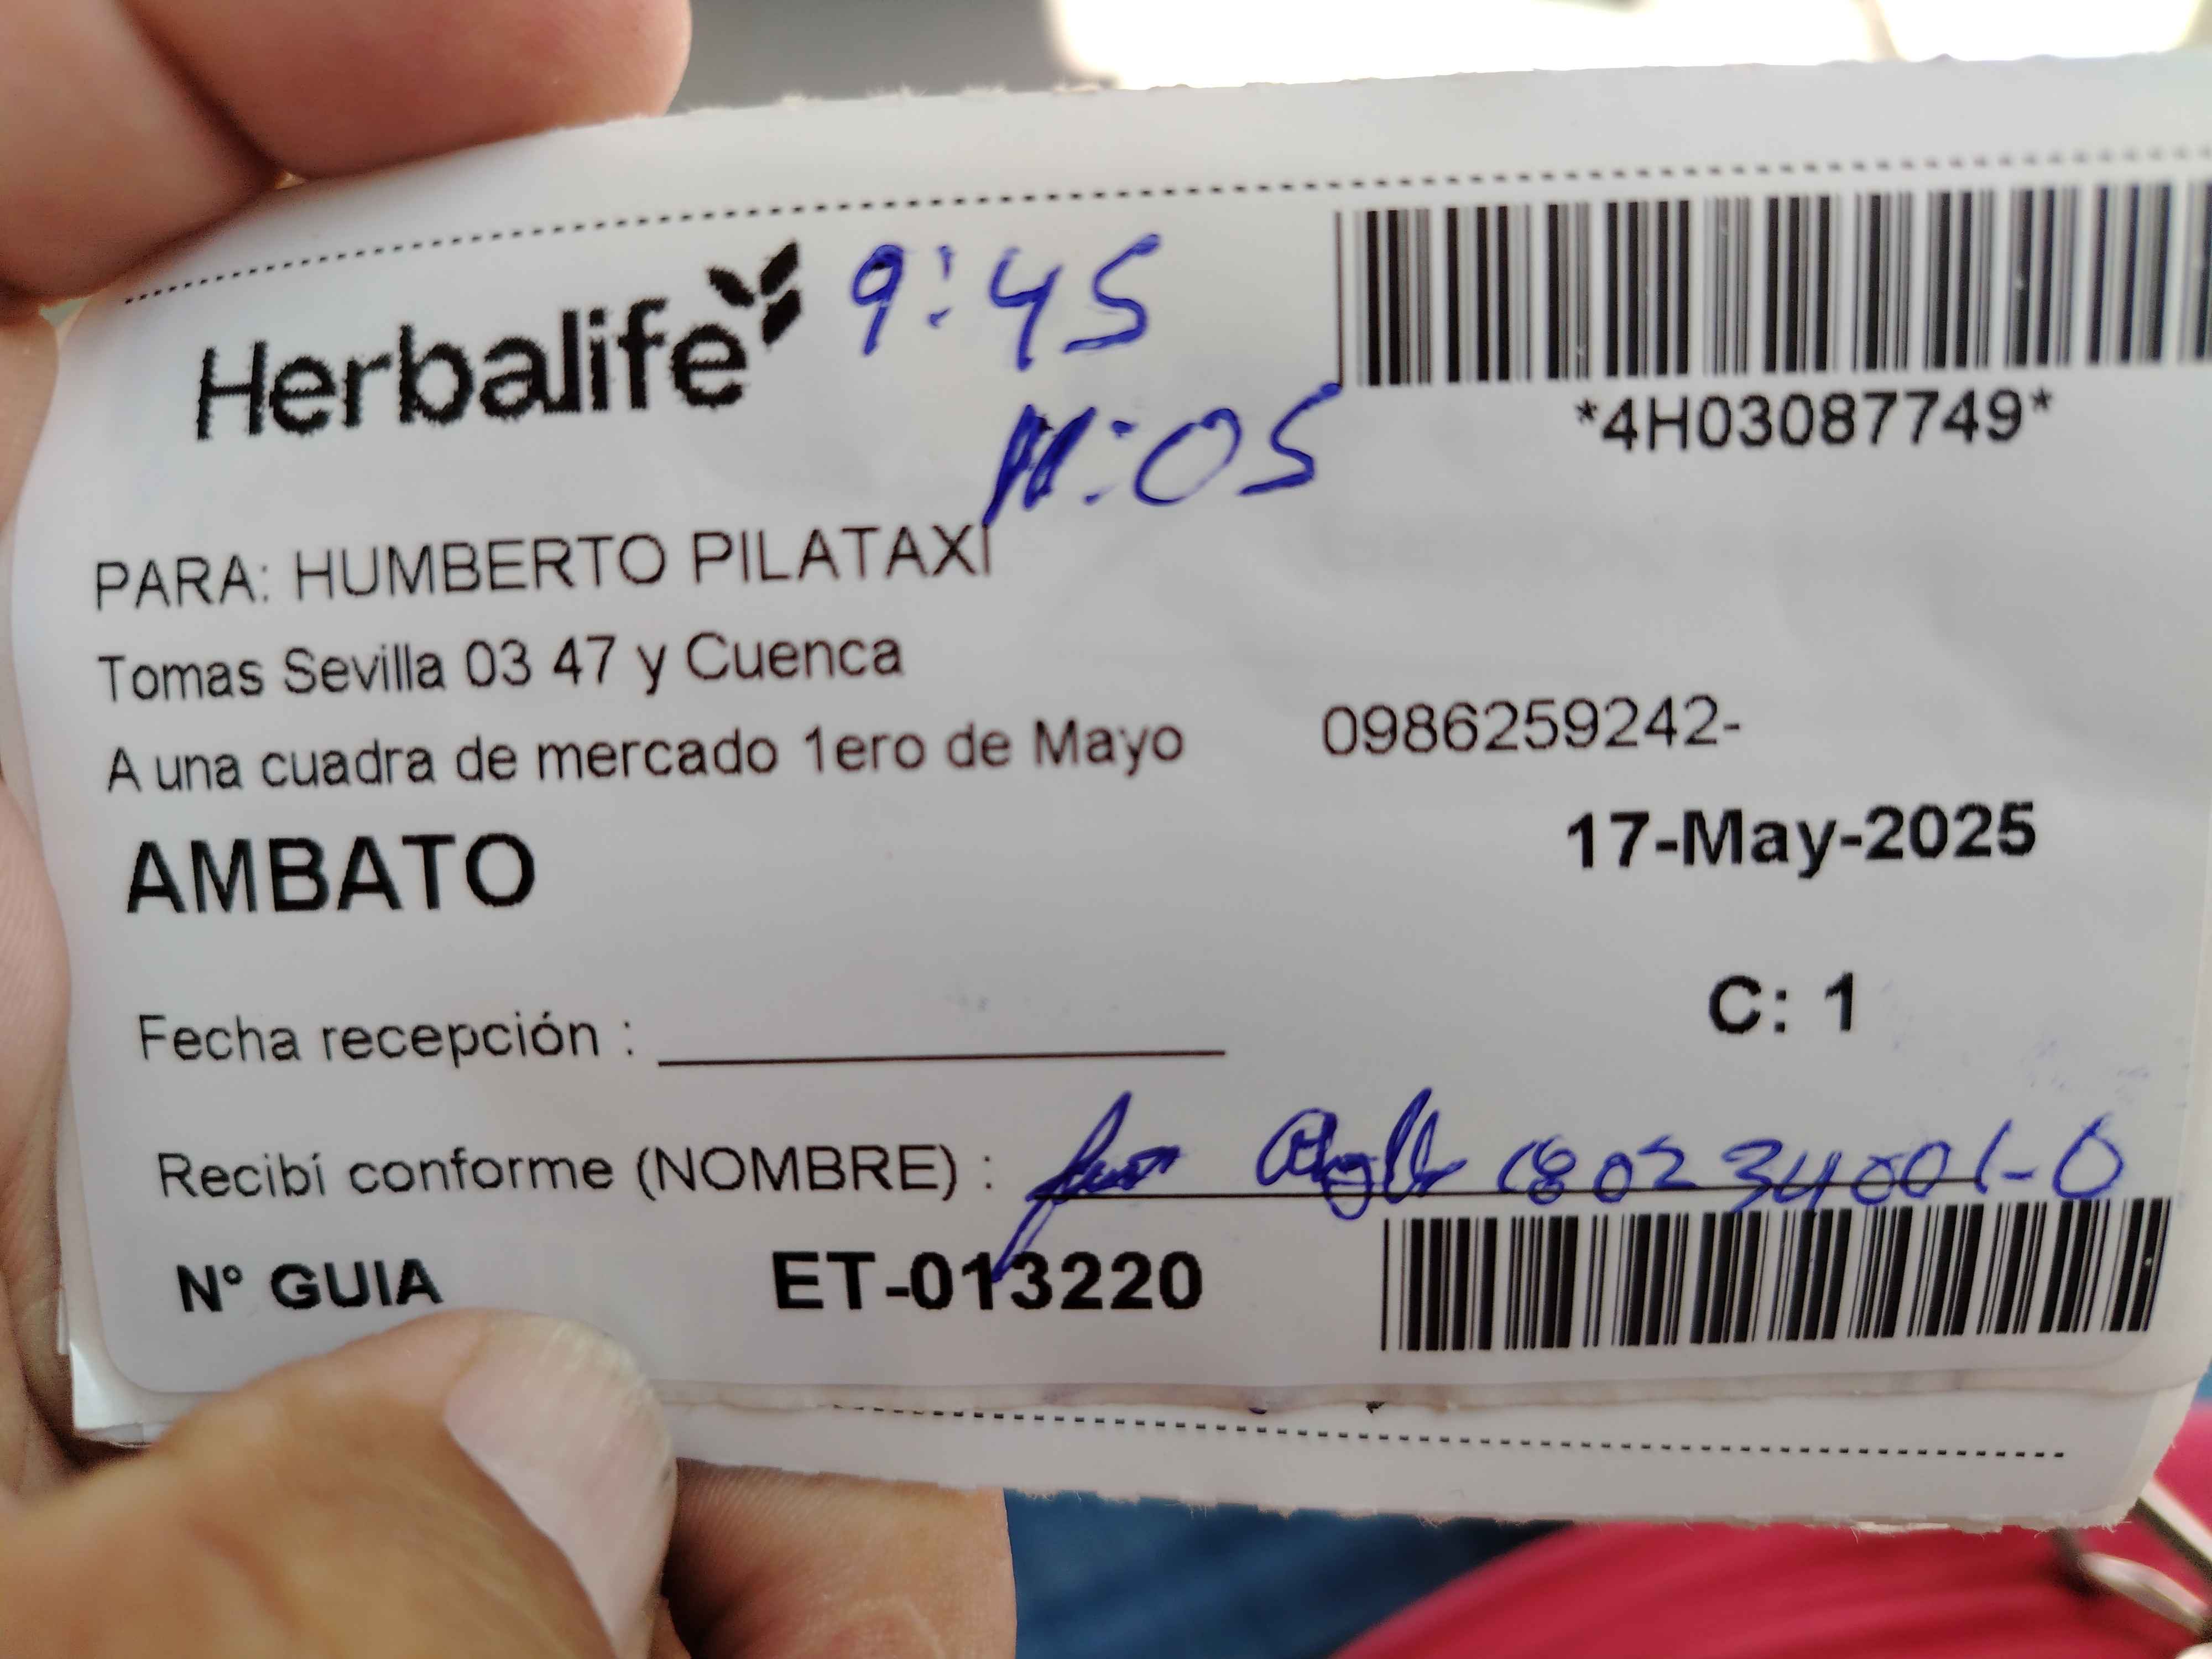 Herbalife 9:45
11:05
*4H03087749*
PARA: HUMBERTO PILATAXI
Tomas Sevilla 03 47 y Cuenca
A una cuadra de mercado 1ero de Mayo 0986259242-
AMBATO 17-May-2025
C: 1
Fecha recepción :
Recibí conforme (NOMBRE) : 180234001-0
N° GUIA ET-013220